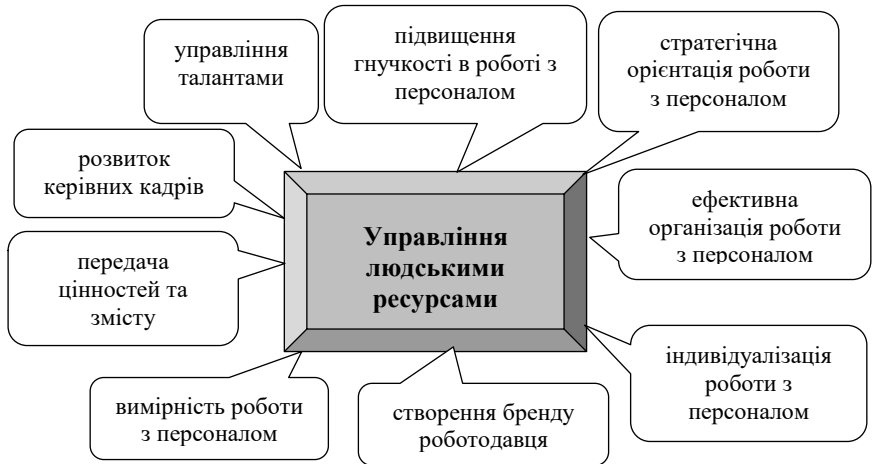 управління
талантами
підвищення
гнучкості в роботі з
персоналом
стратегічна
орієнтація роботи
з персоналом
розвиток
керівних кадрів
ефективна
організація роботи
з персоналом
Управління
людськими
ресурсами
передача
цінностей та
змісту
індивідуалізація
роботи з
персоналом
вимірність роботи
з персоналом
створення бренду
роботодавця